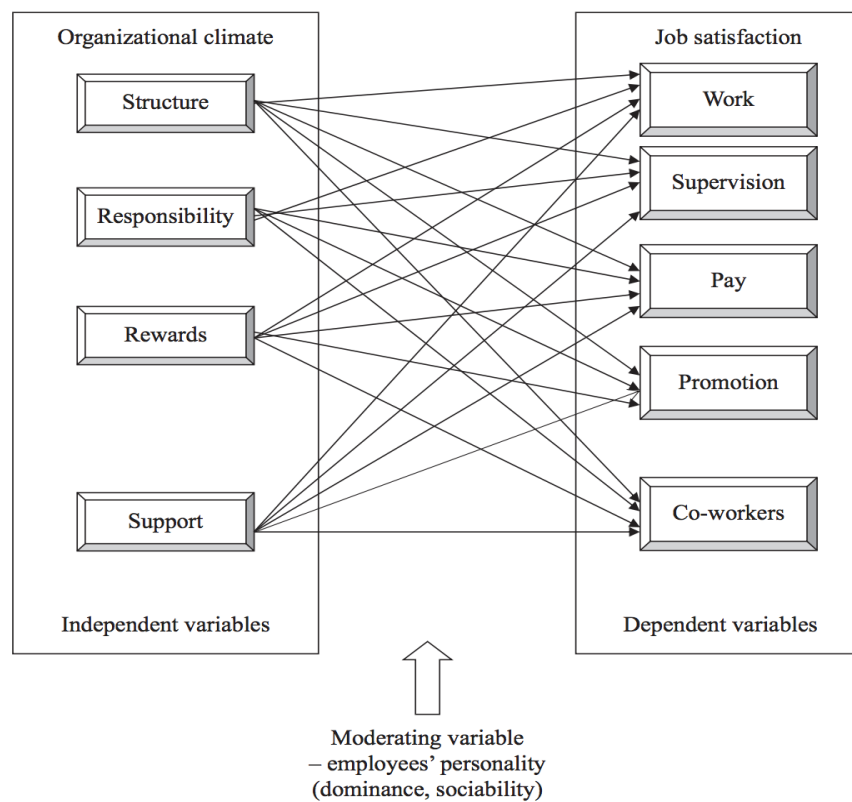 Organizational climate
Structure
Responsibility
Rewards
Support
Independent variables
Job satisfaction
Work
Supervision
Pay
Promotion
Co-workers
Dependent variables
Moderating variable
– employees’ personality
(dominance, sociability)